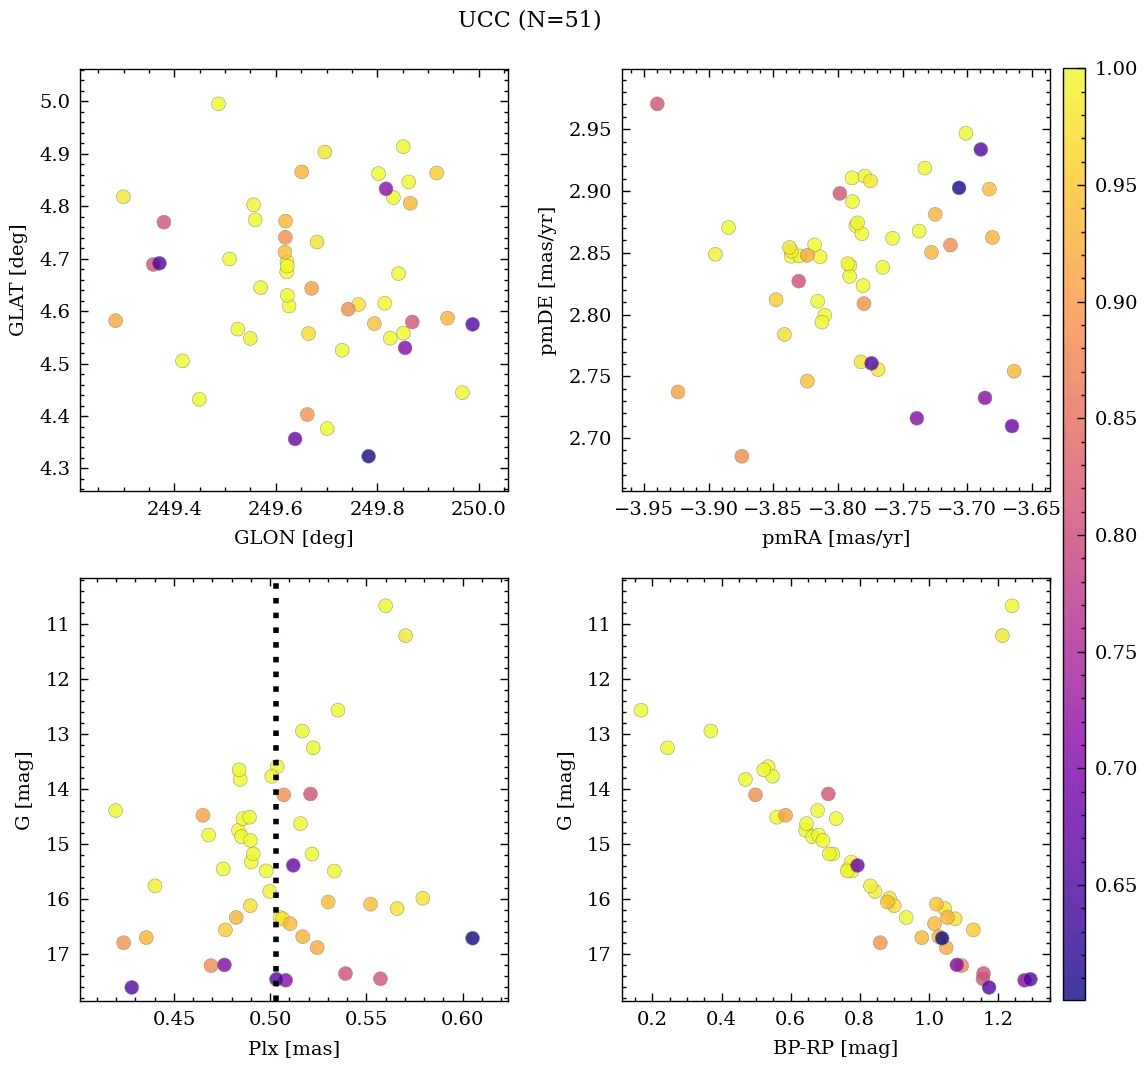 UCC (N=51)
5.0
4.9
4.8
4.7
4.6
4.5
4.4
4.3
GLAT [deg]
249.4 249.6 249.8 250.0
GLON [deg]
2.95
2.90
2.85
2.80
2.75
2.70
pmDE [mas/yr]
−3.95 −3.90 −3.85 −3.80 −3.75 −3.70 −3.65
pmRA [mas/yr]
11
12
13
14
15
16
17
G [mag]
0.45 0.50 0.55 0.60
Plx [mas]
11
12
13
14
15
16
17
G [mag]
0.2 0.4 0.6 0.8 1.0 1.2
BP-RP [mag]
1.00
0.95
0.90
0.85
0.80
0.75
0.70
0.65